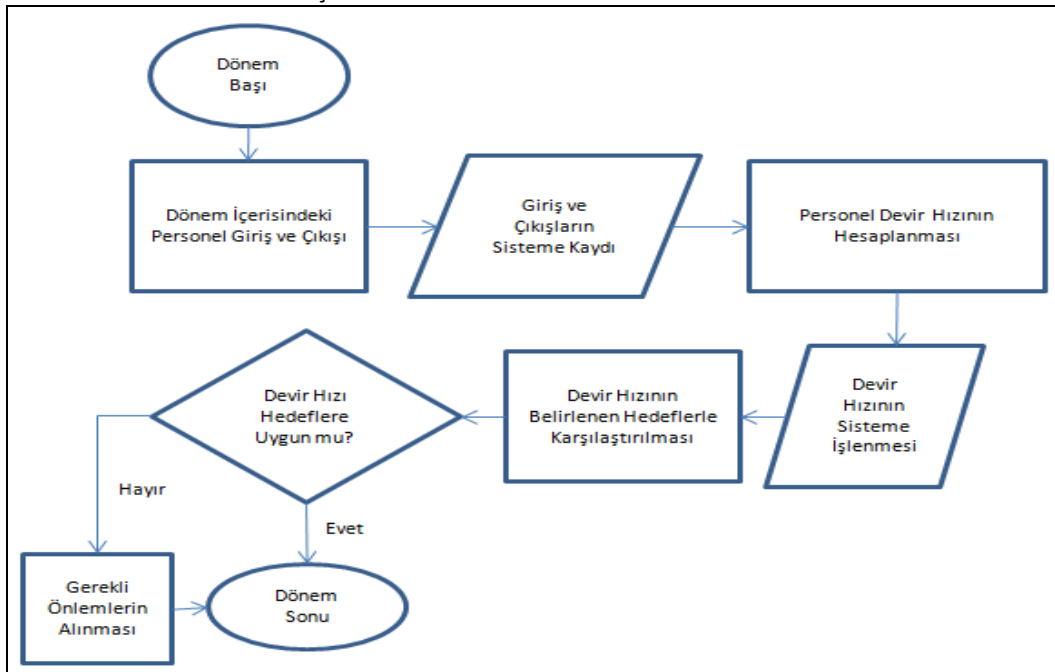 Dönem
Başı
Dönem İçerisindeki
Personel Giriş ve Çıkışı
Giriş ve
Çıkışların
Sisteme Kaydı
Personel Devir Hızının
Hesaplanması
Devir
Hızının
Sisteme
İşlenmesi
Devir Hızının
Belirlenen Hedeflerle
Karşılaştırılması
Devir Hızı
Hedeflere
Uygun mu?
Hayır
Evet
Gerekli
Önlemlerin
Alınması
Dönem
Sonu